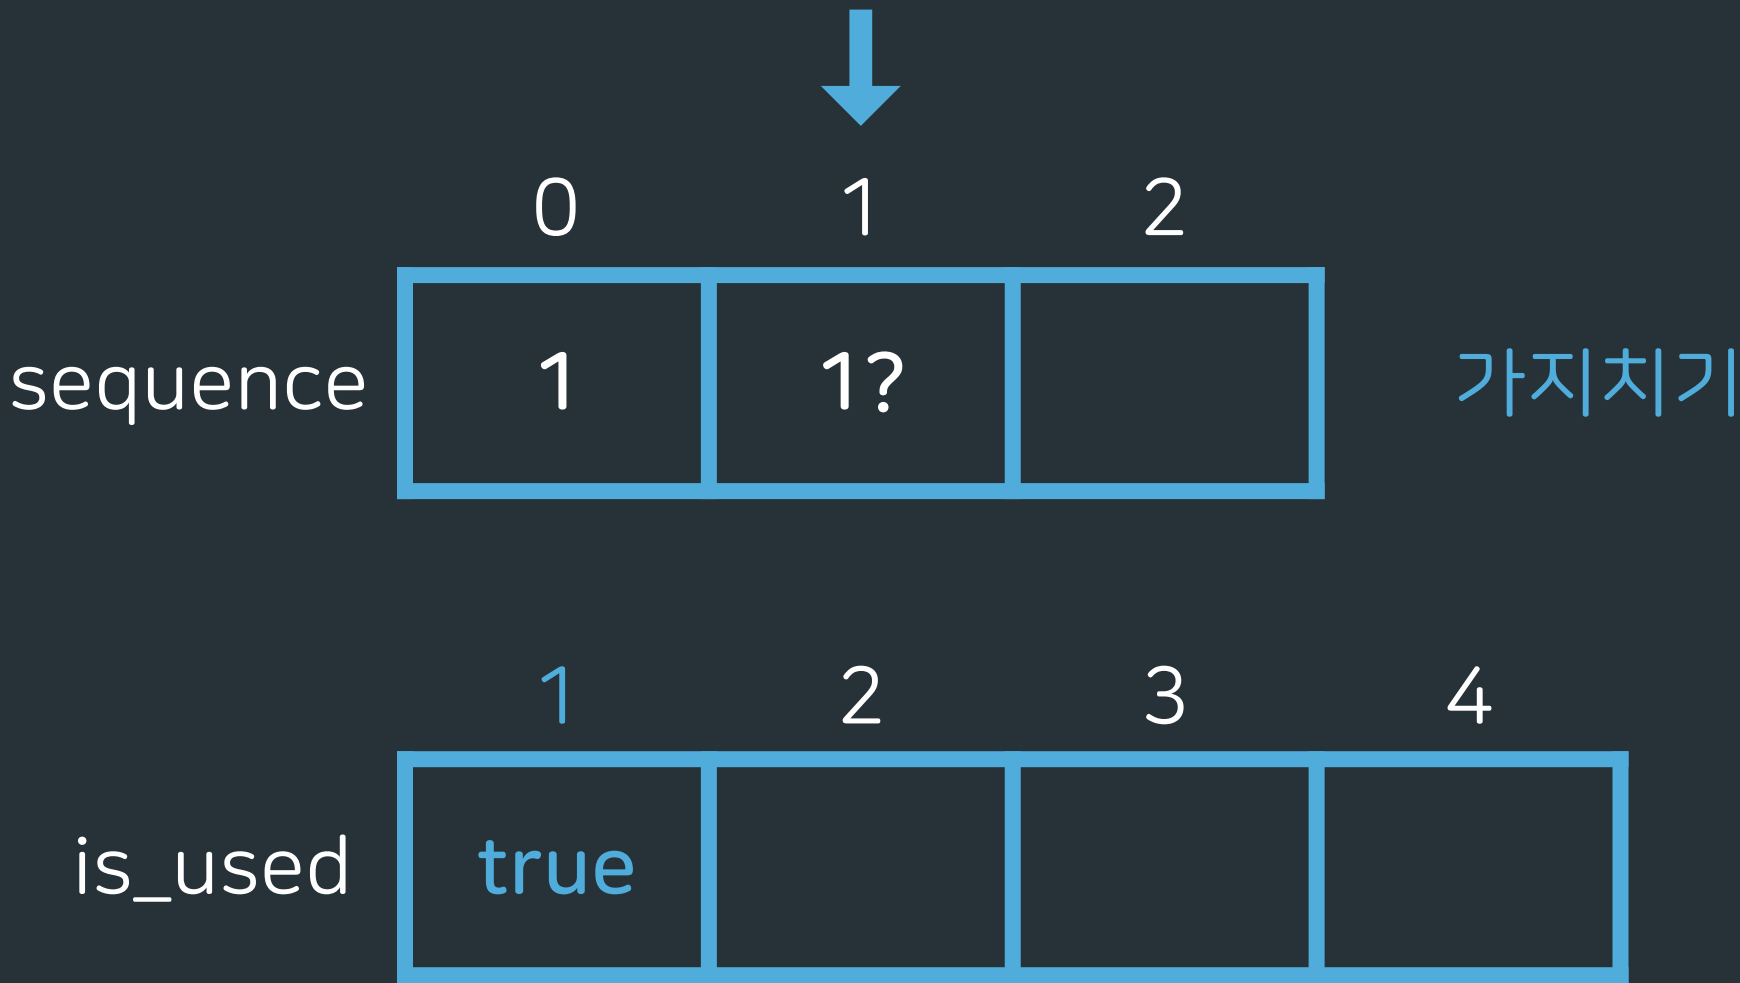 0 1 2
sequence 1 1? 가지치기
1 2 3 4
is_used true